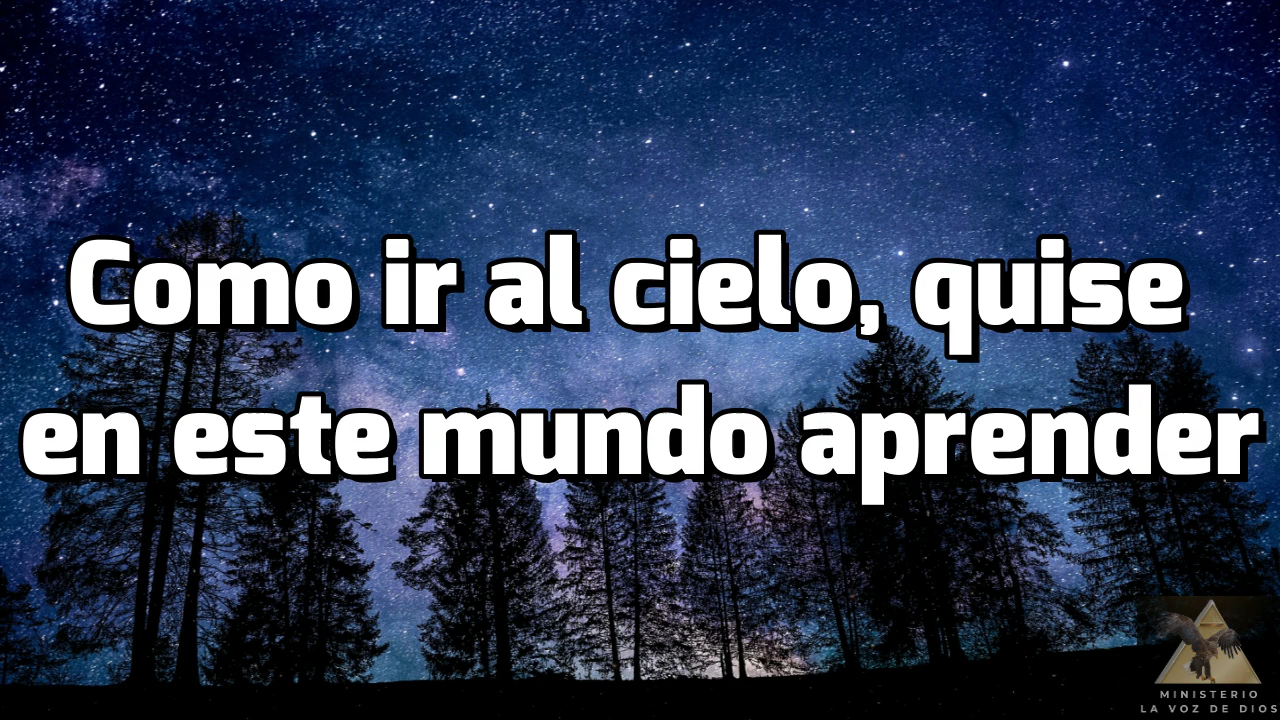 Como ir al cielo, quise
en este mundo aprender
MINISTERIO
LA VOZ DE DIOS